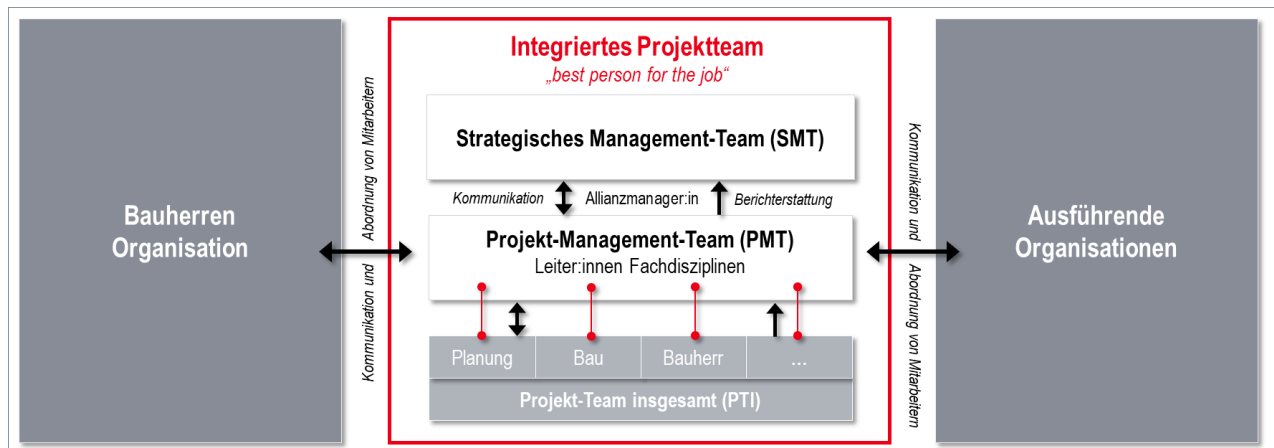 Integriertes Projektteam
„best person for the job“
Strategisches Management-Team (SMT)
Kommunikation
Allianzmanager:in
Berichterstattung
Projekt-Management-Team (PMT)
Leiter:innen Fachdisziplinen
Planung
Bau
Bauherr
...
Projekt-Team insgesamt (PTI)
Bauherren
Organisation
Kommunikation und Abordnung von Mitarbeitern
Ausführende
Organisationen
Kommunikation und Abordnung von Mitarbeitern